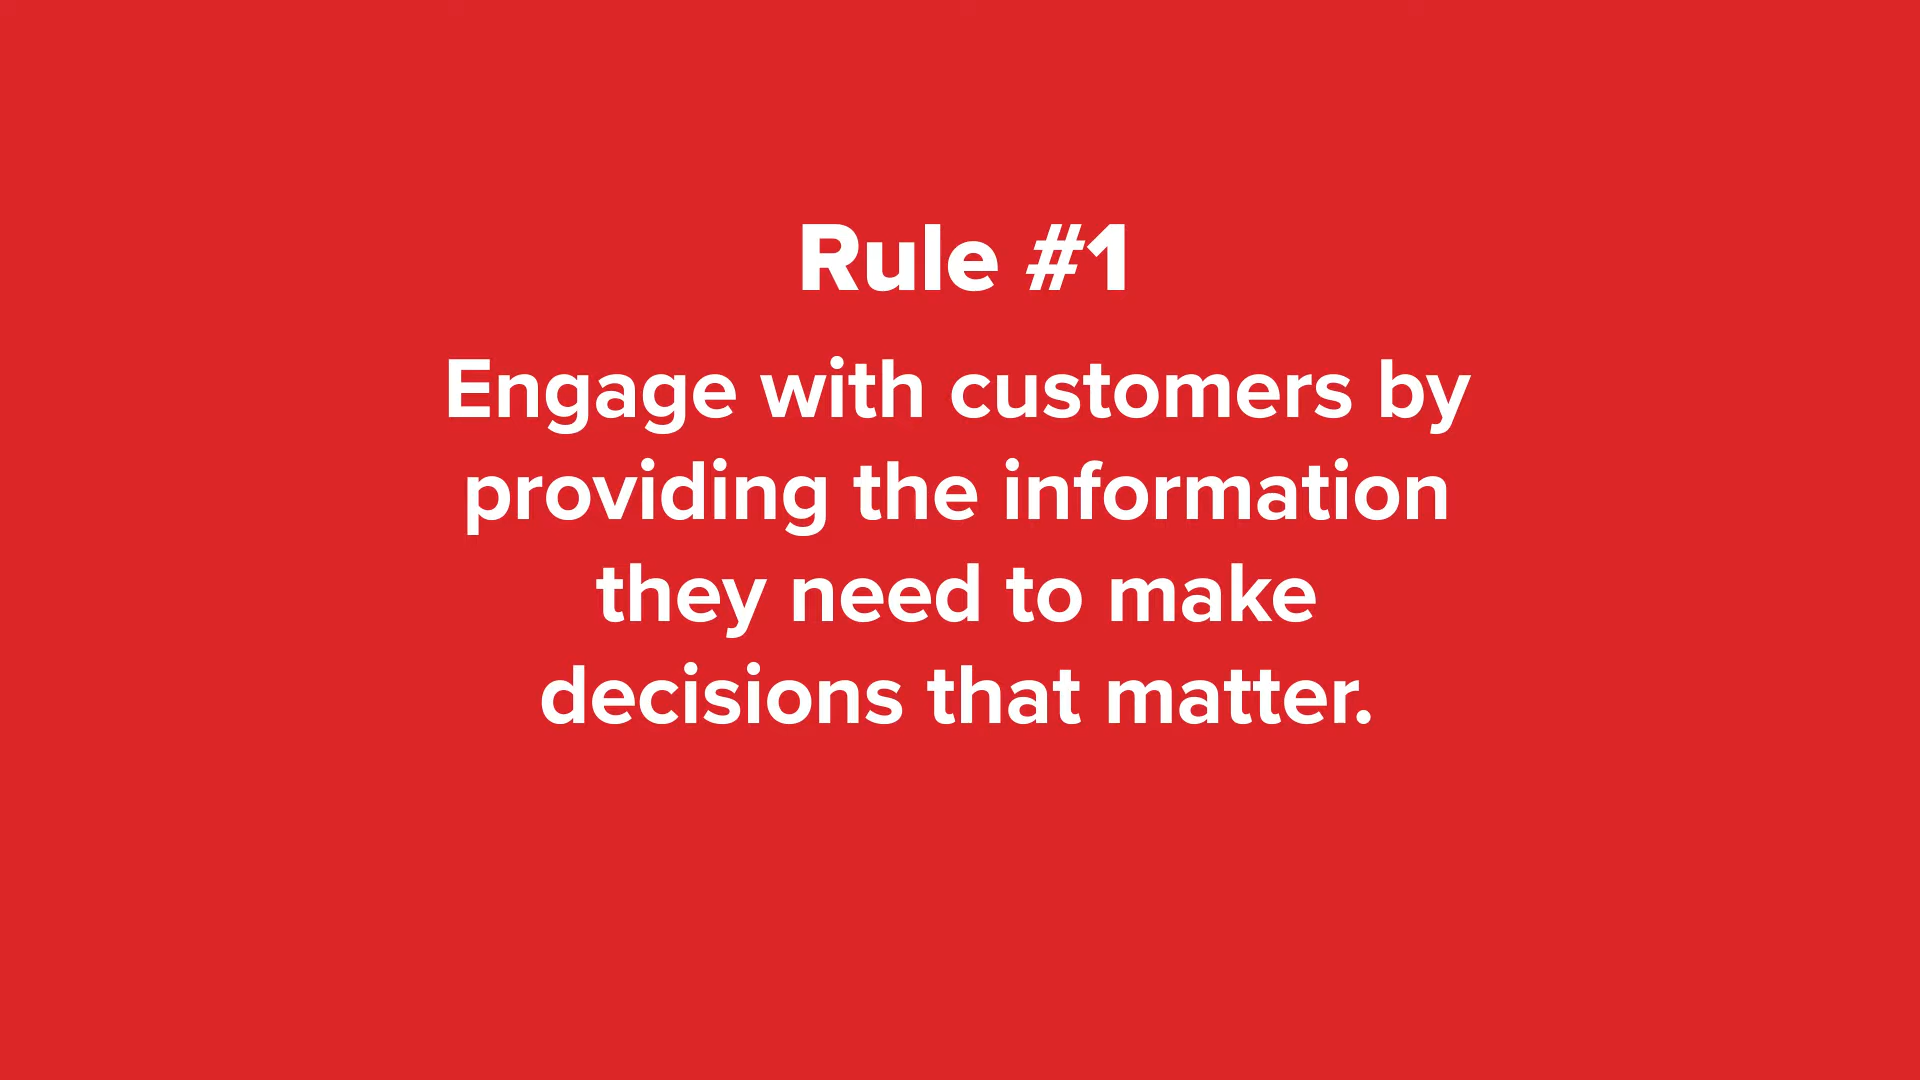 Rule #1
Engage with customers by
providing the information
they need to make
decisions that matter.